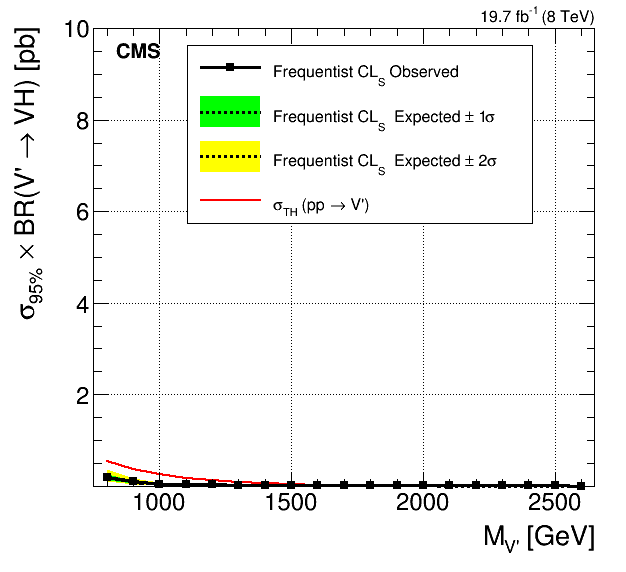 19.7 fb⁻¹ (8 TeV)
CMS
Frequentist CL_S Observed
Frequentist CL_S Expected ± 1σ
Frequentist CL_S Expected ± 2σ
σ_TH (pp → V')
σ_95% × BR(V' → VH) [pb]
10
8
6
4
2
1000 1500 2000 2500
M_V' [GeV]